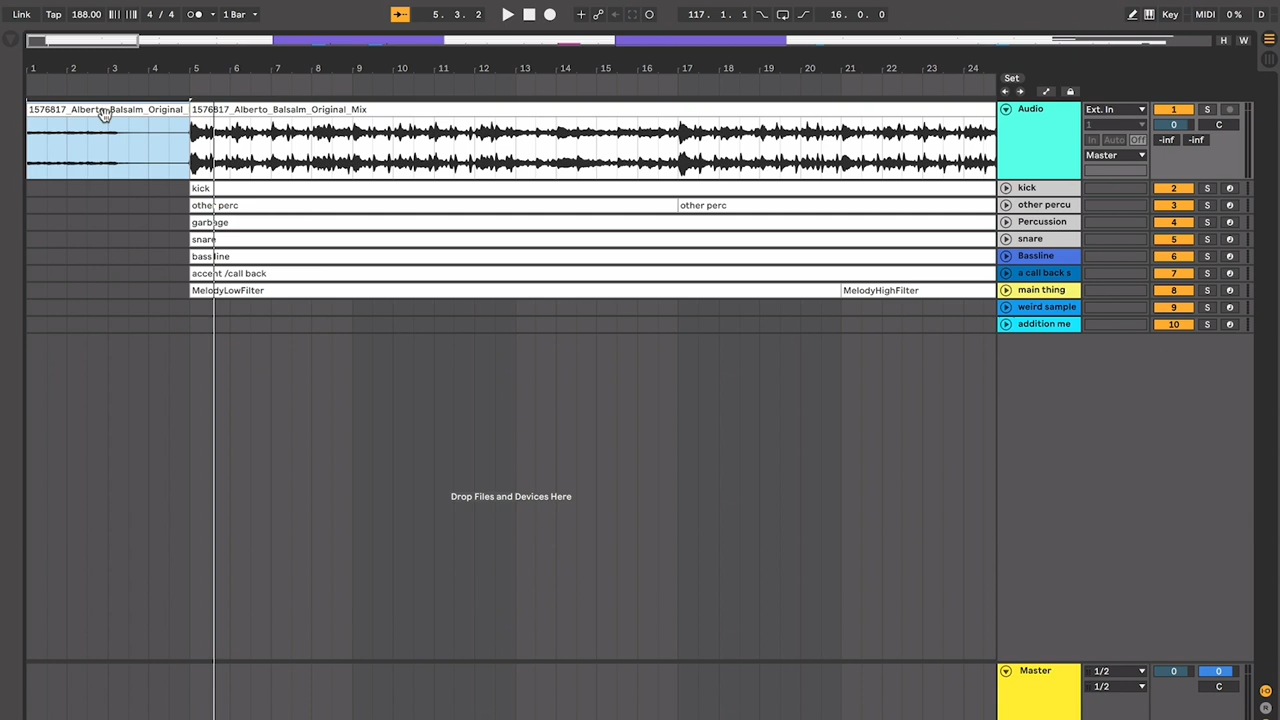 Link Tap 188.00 4 / 4 1 Bar 5. 3. 2 117. 1. 1 16. 0. 0 Key MIDI 0 % D
H W
1 2 3 4 5 6 7 8 9 10 11 12 13 14 15 16 17 18 19 20 21 22 23 24
Set
1576817_Alberto_Balsalm_Original_ 1576817_Alberto_Balsalm_Original_Mix Audio Ext. In 1 S
1 0 C
In Auto Off -inf -inf
Master
kick kick 2 S
other perc other perc other percu 3 S
garbage Percussion 4 S
snare snare 5 S
bassline Bassline 6 S
accent /call back a call back s 7 S
MelodyLowFilter MelodyHighFilter main thing 8 S
weird sample 9 S
addition me 10 S
Drop Files and Devices Here
Master 1/2 0 0
1/2 C
I·O
R